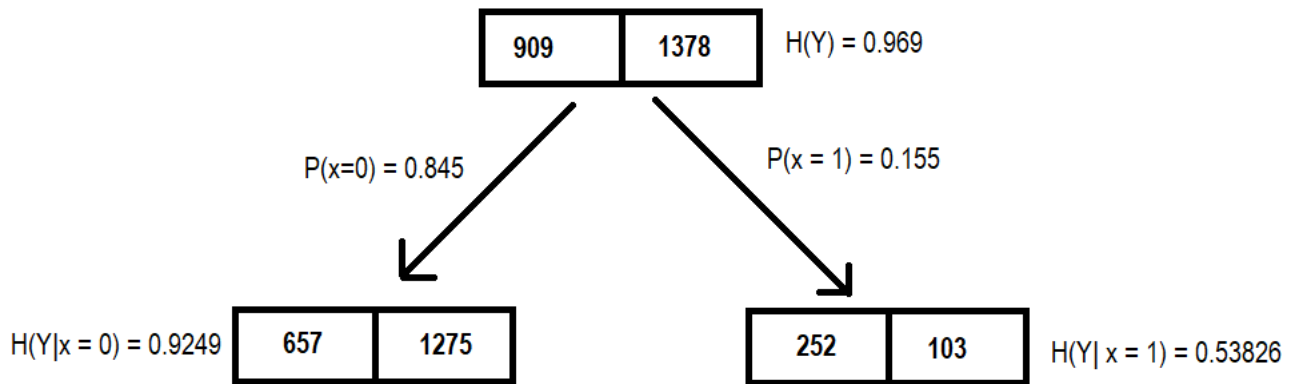 909 1378 H(Y) = 0.969
P(x=0) = 0.845 P(x = 1) = 0.155
H(Y|x = 0) = 0.9249 657 1275 252 103 H(Y| x = 1) = 0.53826